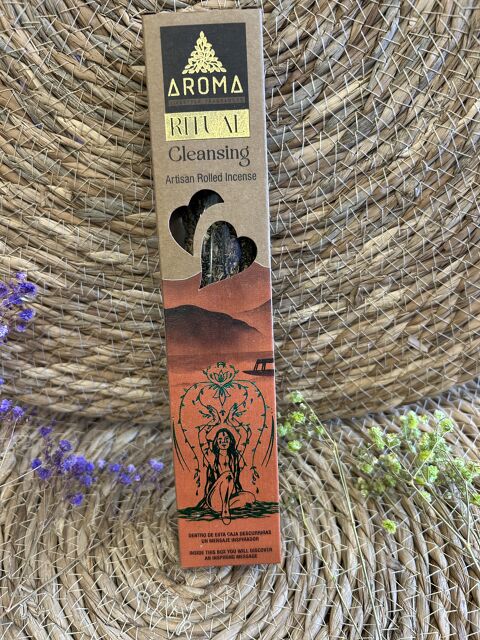 AROMA
RITUAL
Cleansing
Artisan Rolled Incense
DENTRO DE ESTA CAJA DESCUBRIRÁS
UN MENSAJE INSPIRADOR
INSIDE THIS BOX YOU WILL DISCOVER
AN INSPIRING MESSAGE